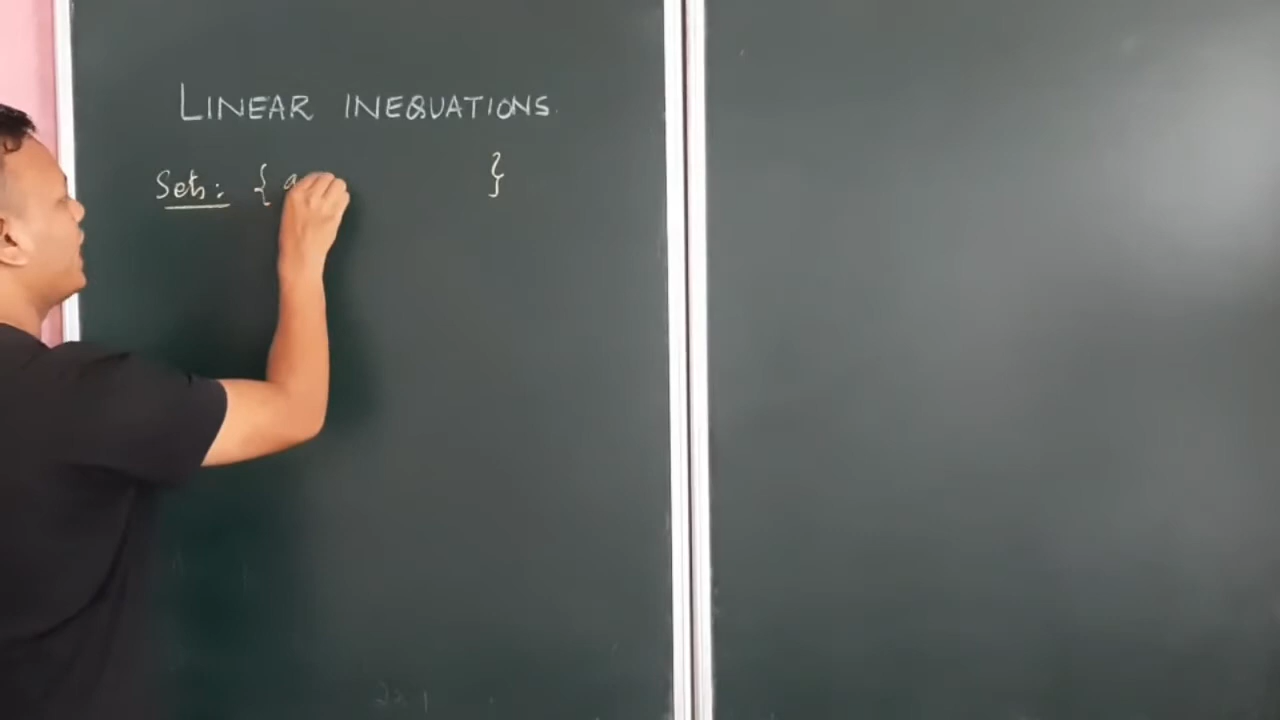 LINEAR INEQUATIONS.
Sets: { a }